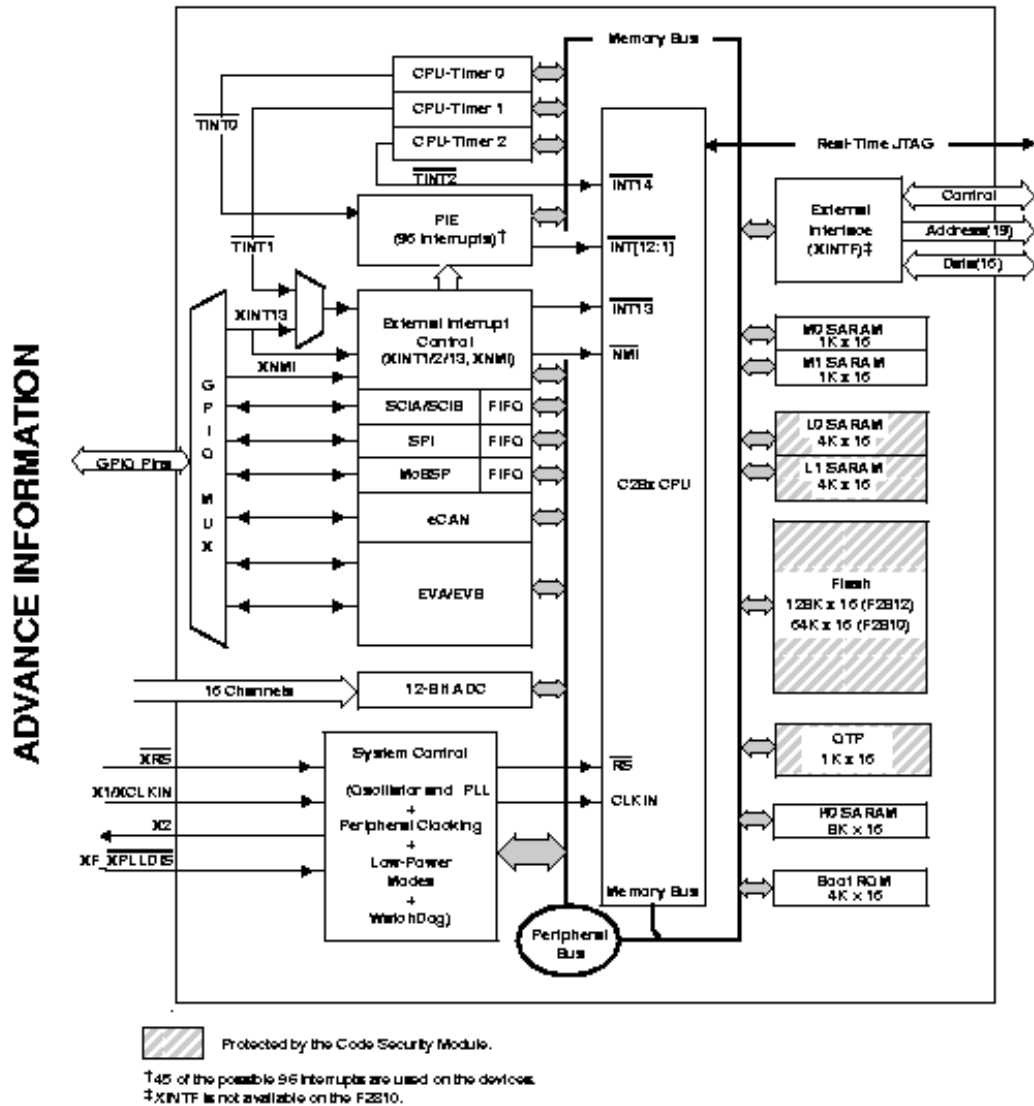 ADVANCE INFORMATION
Memory Bus
CPU-Timer 0
CPU-Timer 1
CPU-Timer 2
TINT0
TINT2
TINT1
Real-Time JTAG
INT14
PIE
(96 interrupts)†
INT[12:1]
External
Interface
(XINTF)‡
Control
Address(19)
Data(16)
XINT13
External Interrupt
Control
(XINT1/2/13, XNMI)
INT13
NMI
XNMI
M0 SARAM
1K x 16
M1 SARAM
1K x 16
GPIO MUX
GPIO Pins
SCIA/SCIB
FIFO
SPI
FIFO
McBSP
FIFO
eCAN
EVA/EVB
C28x CPU
L0 SARAM
4K x 16
L1 SARAM
4K x 16
Flash
128K x 16 (F2812)
64K x 16 (F2810)
16 Channels
12-Bit ADC
OTP
1K x 16
XRS
X1/XCLKIN
X2
XF_XPLLDIS
System Control
(Oscillator and PLL
+
Peripheral Clocking
+
Low-Power
Modes
+
WatchDog)
RS
CLKIN
Memory Bus
Peripheral
Bus
H0 SARAM
8K x 16
Boot ROM
4K x 16
Protected by the Code Security Module.
†45 of the possible 96 interrupts are used on the devices.
‡XINTF is not available on the F2810.